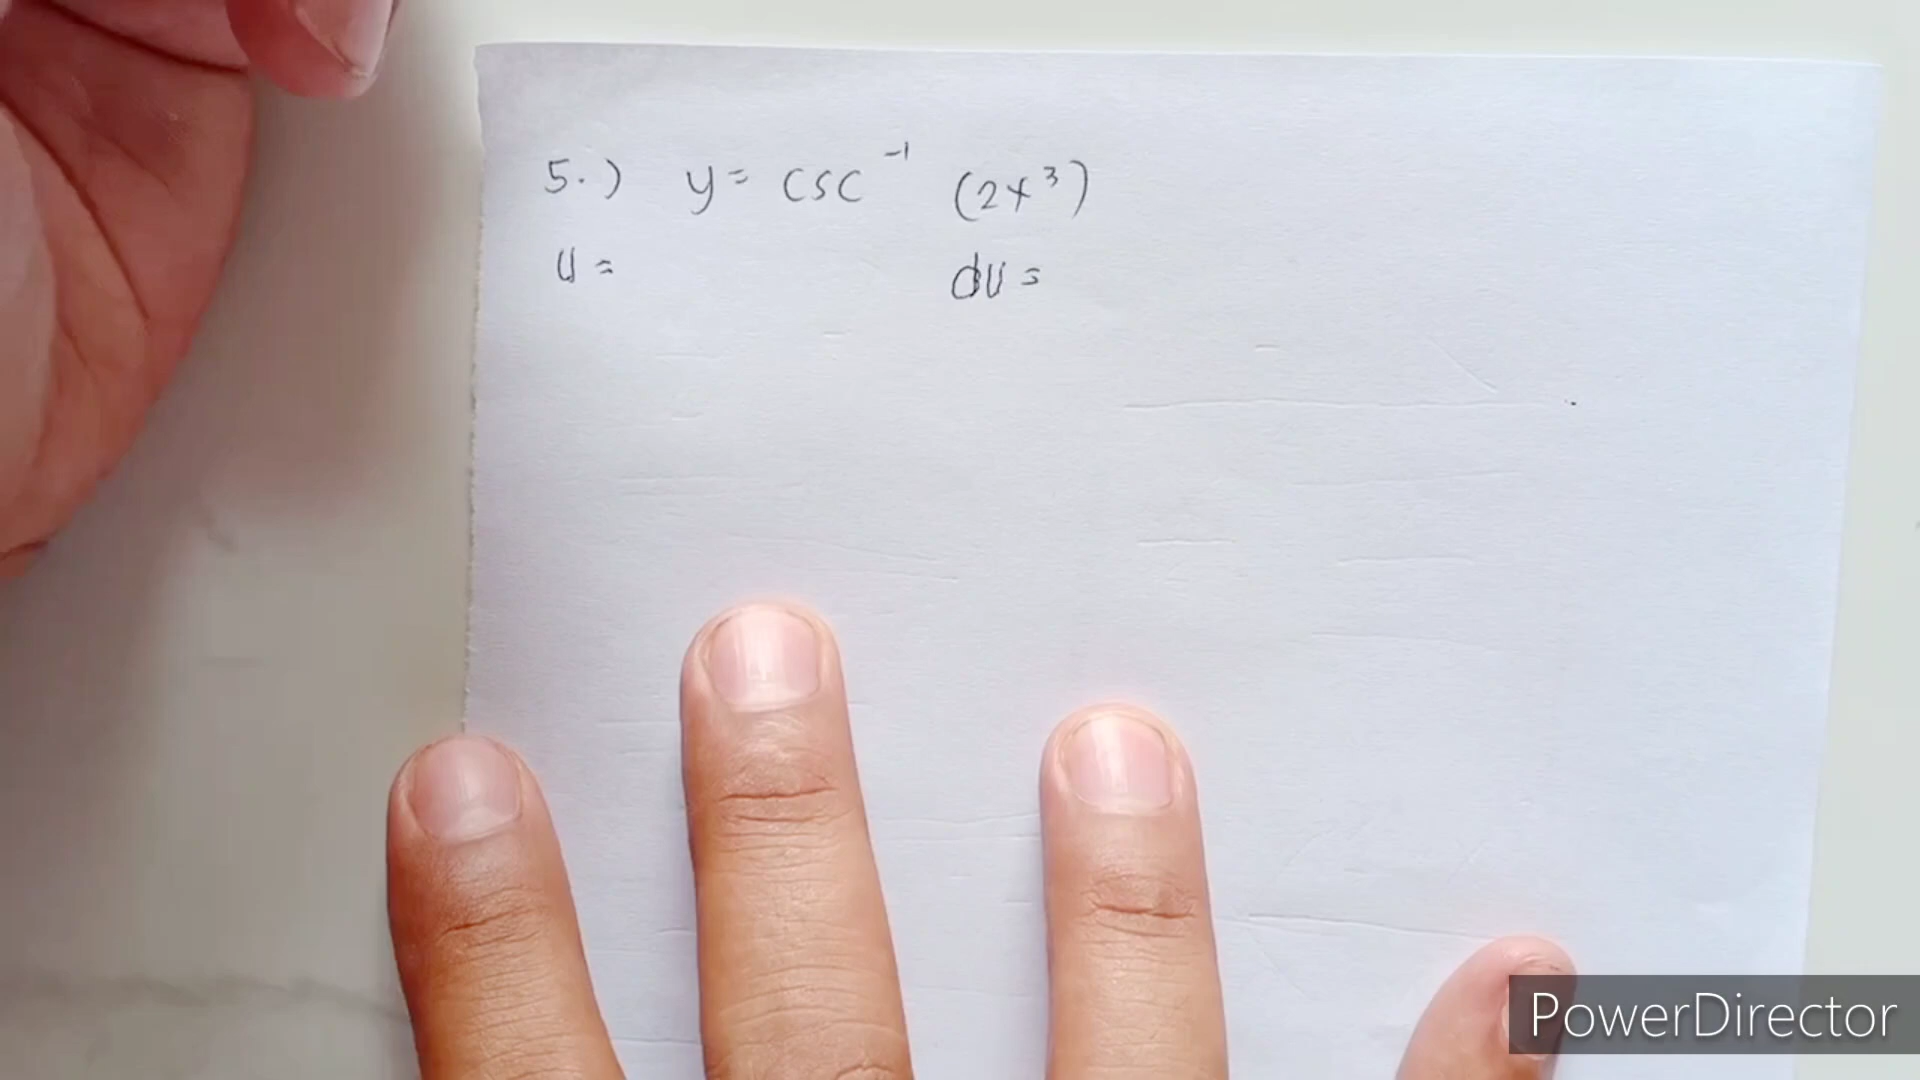 5.) y = csc⁻¹ (2x³)
u = du =
PowerDirector